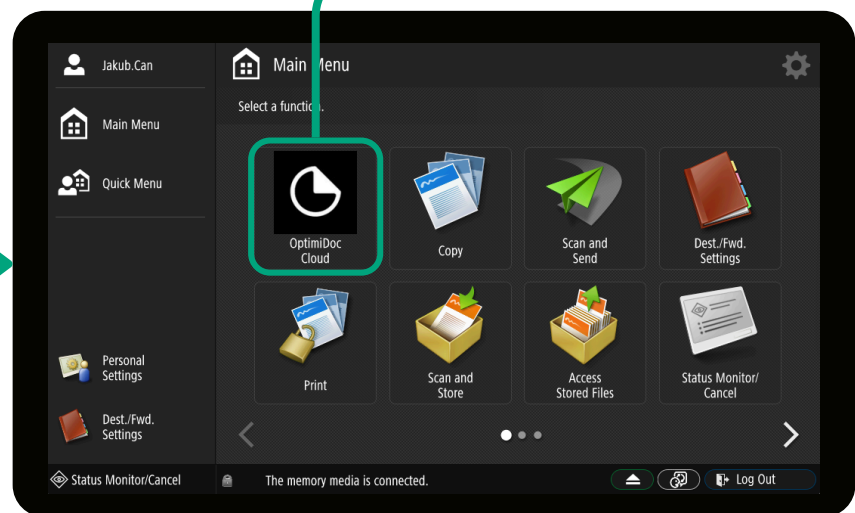 Jakub.Can
Main Menu
Quick Menu
Personal
Settings
Dest./Fwd.
Settings
Status Monitor/Cancel
Main Menu
Select a function.
OptimiDoc
Cloud
Copy
Scan and
Send
Dest./Fwd.
Settings
Print
Scan and
Store
Access
Stored Files
Status Monitor/
Cancel
The memory media is connected.
Log Out